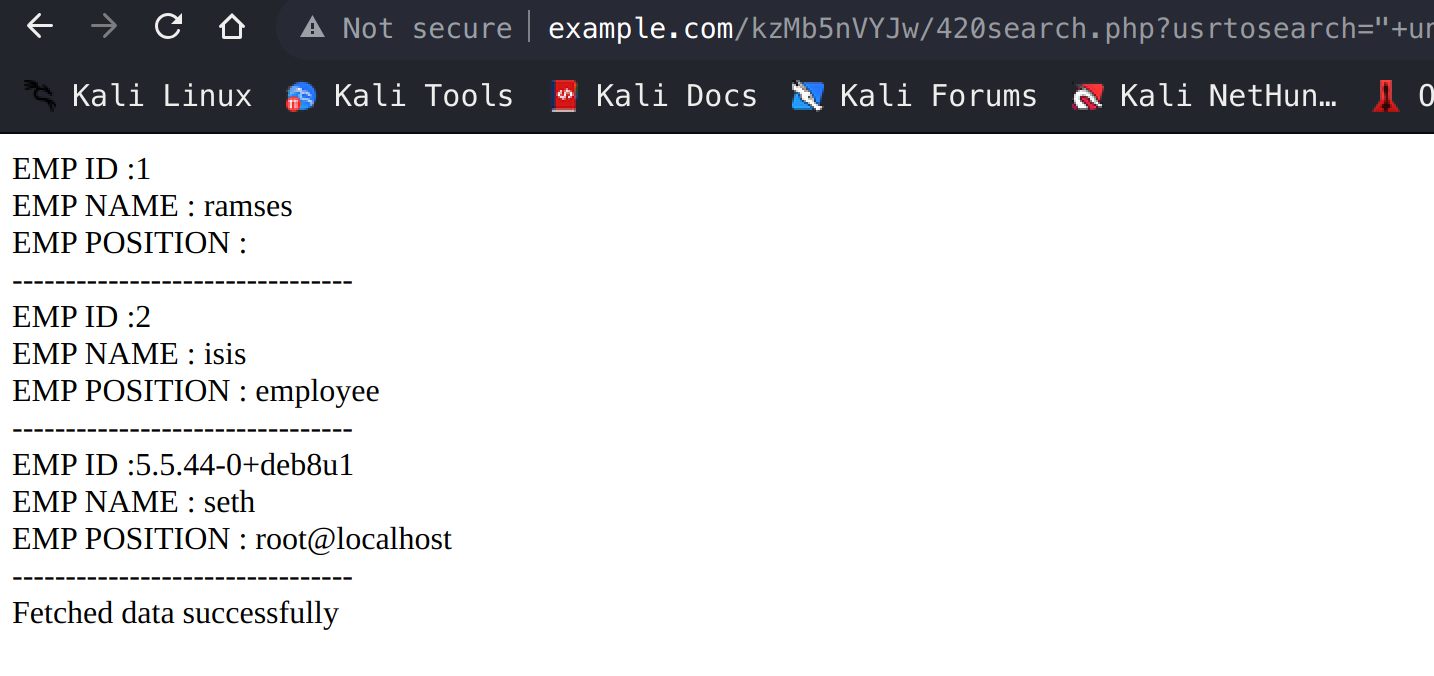 Not secure example.com/kzMb5nVYJw/420search.php?usrtosearch="+
Kali Linux Kali Tools Kali Docs Kali Forums Kali NetHun…
EMP ID :1
EMP NAME : ramses
EMP POSITION :
--------------------------------
EMP ID :2
EMP NAME : isis
EMP POSITION : employee
--------------------------------
EMP ID :5.5.44-0+deb8u1
EMP NAME : seth
EMP POSITION : root@localhost
--------------------------------
Fetched data successfully